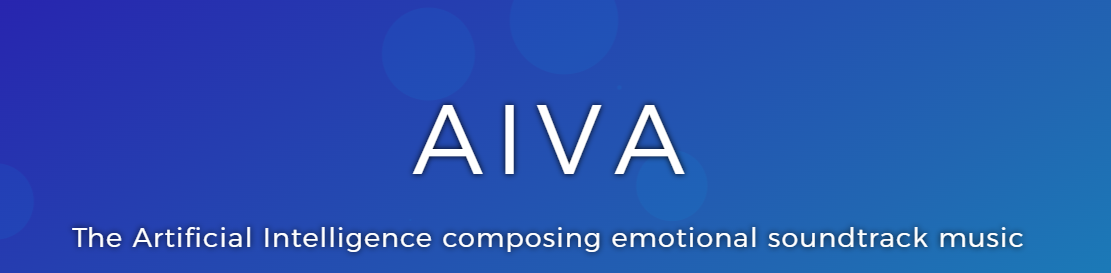 AIVA
The Artificial Intelligence composing emotional soundtrack music